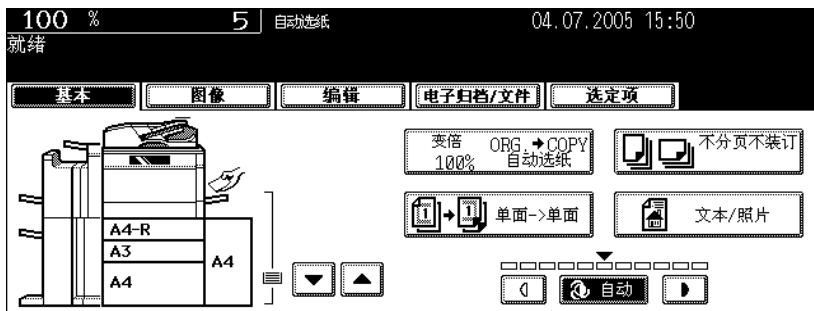 100 % 5 自动选纸 04.07.2005 15:50
就绪
基本 图像 编辑 电子归档/文件 选定项
变倍 ORG.→COPY
100% 自动选纸
不分页不装订
1→1 单面->单面
文本/照片
A4-R
A3
A4
A4
自动